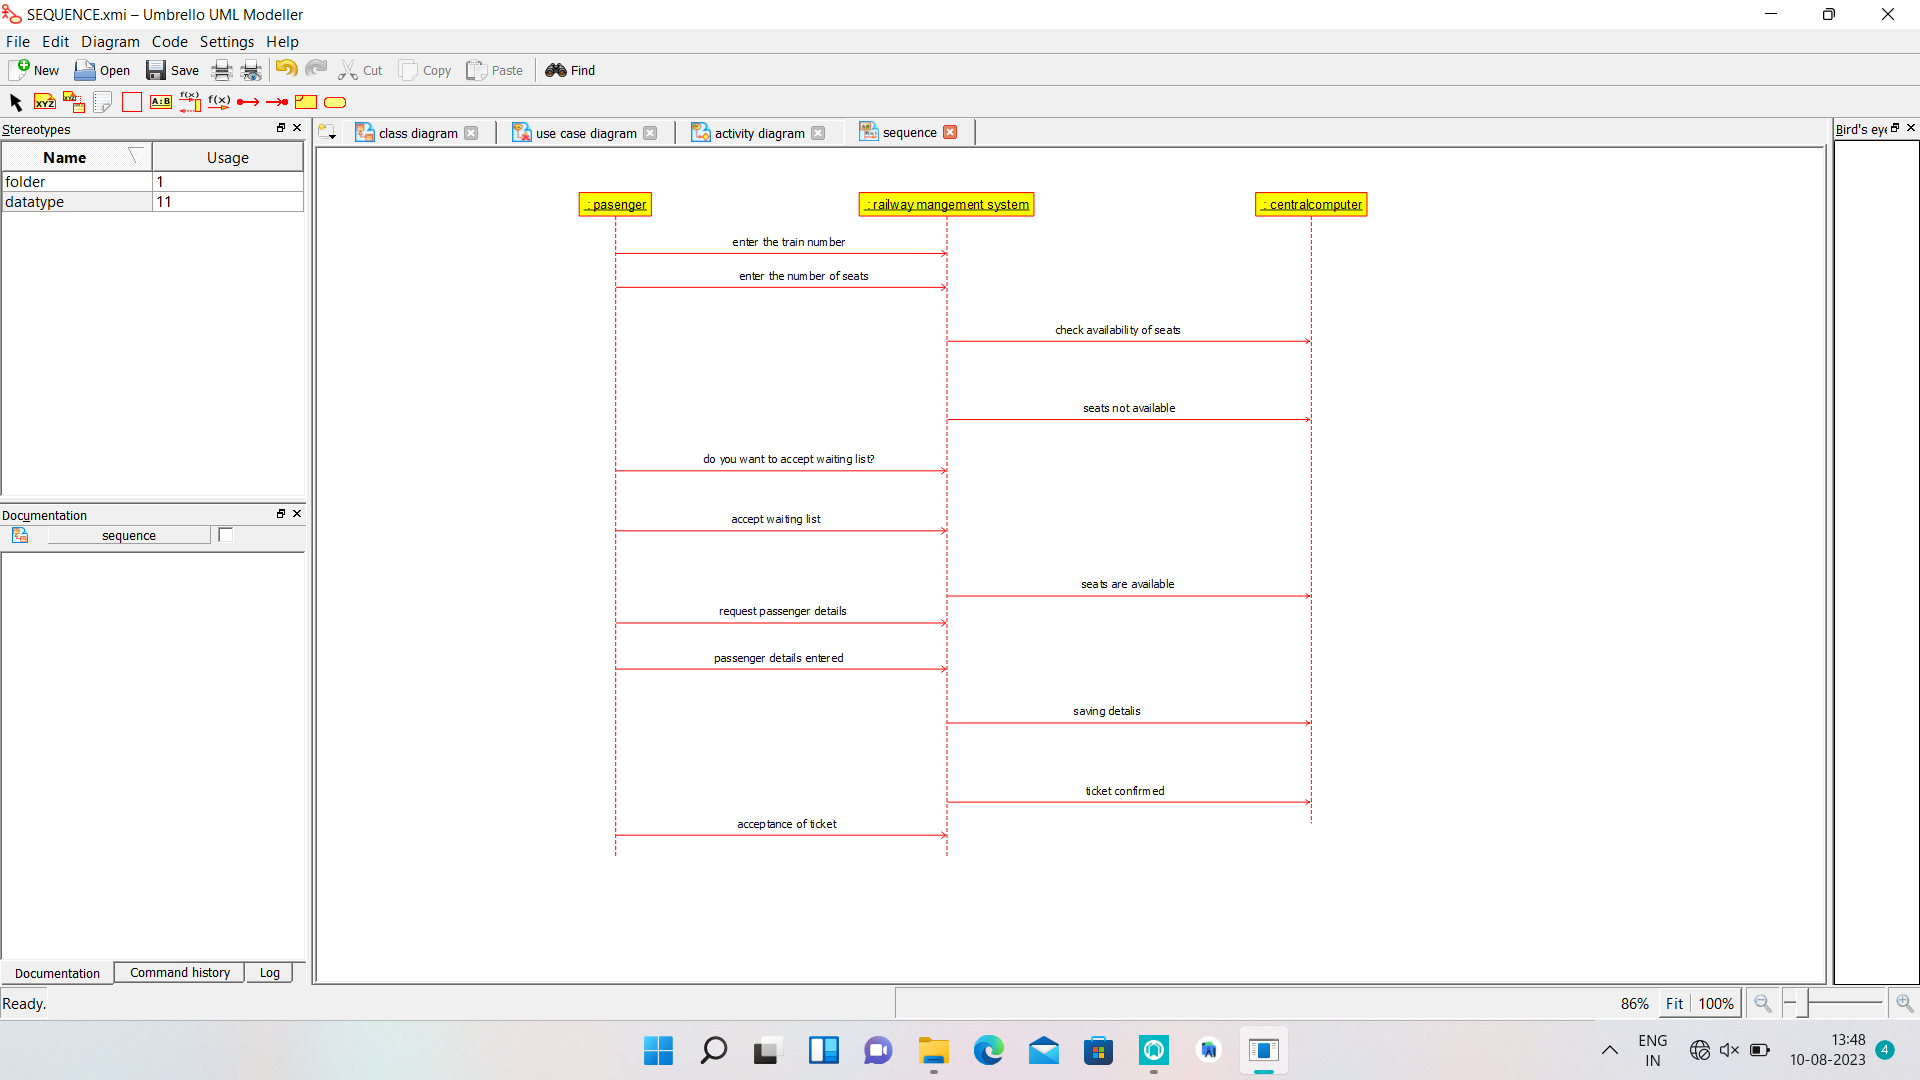 SEQUENCE.xmi – Umbrello UML Modeller
File Edit Diagram Code Settings Help
New Open Save Cut Copy Paste Find
XYZ XYZ A:B f(x) f(x)
Stereotypes
Name Usage
folder 1
datatype 11
class diagram use case diagram activity diagram sequence
Bird's eye
: pasenger : railway mangement system : centralcomputer
enter the train number
enter the number of seats
check availability of seats
seats not available
do you want to accept waiting list?
accept waiting list
seats are available
request passenger details
passenger details entered
saving detalis
ticket confirmed
acceptance of ticket
Documentation
sequence
Documentation Command history Log
Ready.
86% Fit 100%
ENG
IN
13:48
10-08-2023
4